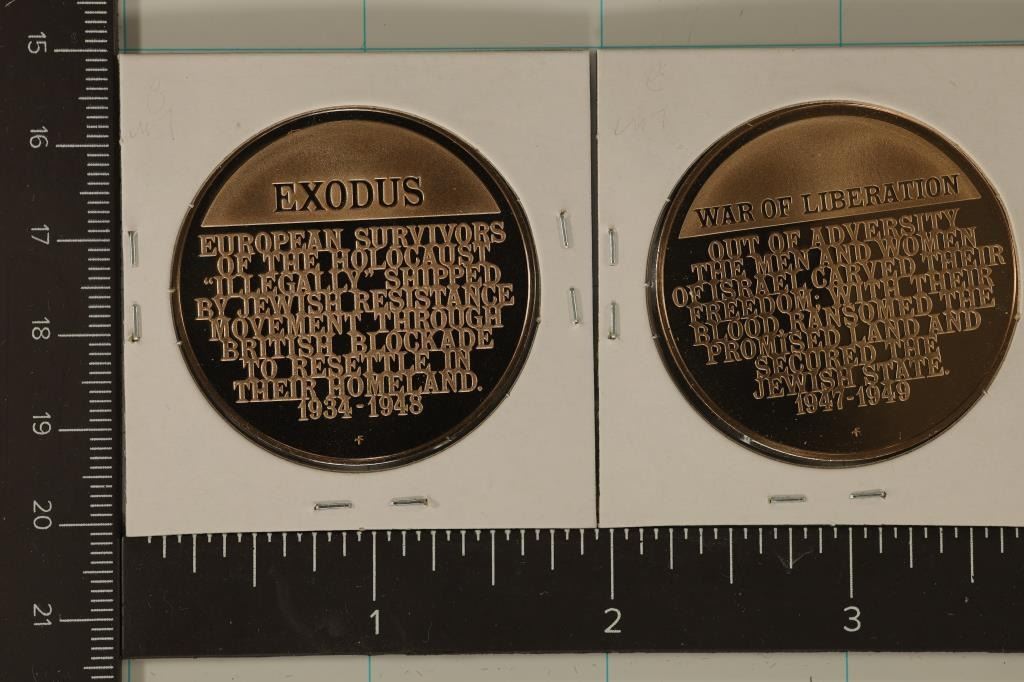 EXODUS
EUROPEAN SURVIVORS
OF THE HOLOCAUST
"ILLEGALLY" SHIPPED
BY JEWISH RESISTANCE
MOVEMENT THROUGH
BRITISH BLOCKADE
TO RESETTLE IN
THEIR HOMELAND.
1934-1948
WAR OF LIBERATION
OUT OF ADVERSITY
THE MEN AND WOMEN
OF ISRAEL CARVED THEIR
FREEDOM; WITH THEIR
BLOOD, RANSOMED THE
PROMISED LAND AND
SECURED THE
JEWISH STATE.
1947-1949
15
16
17
18
19
20
21
1 2 3